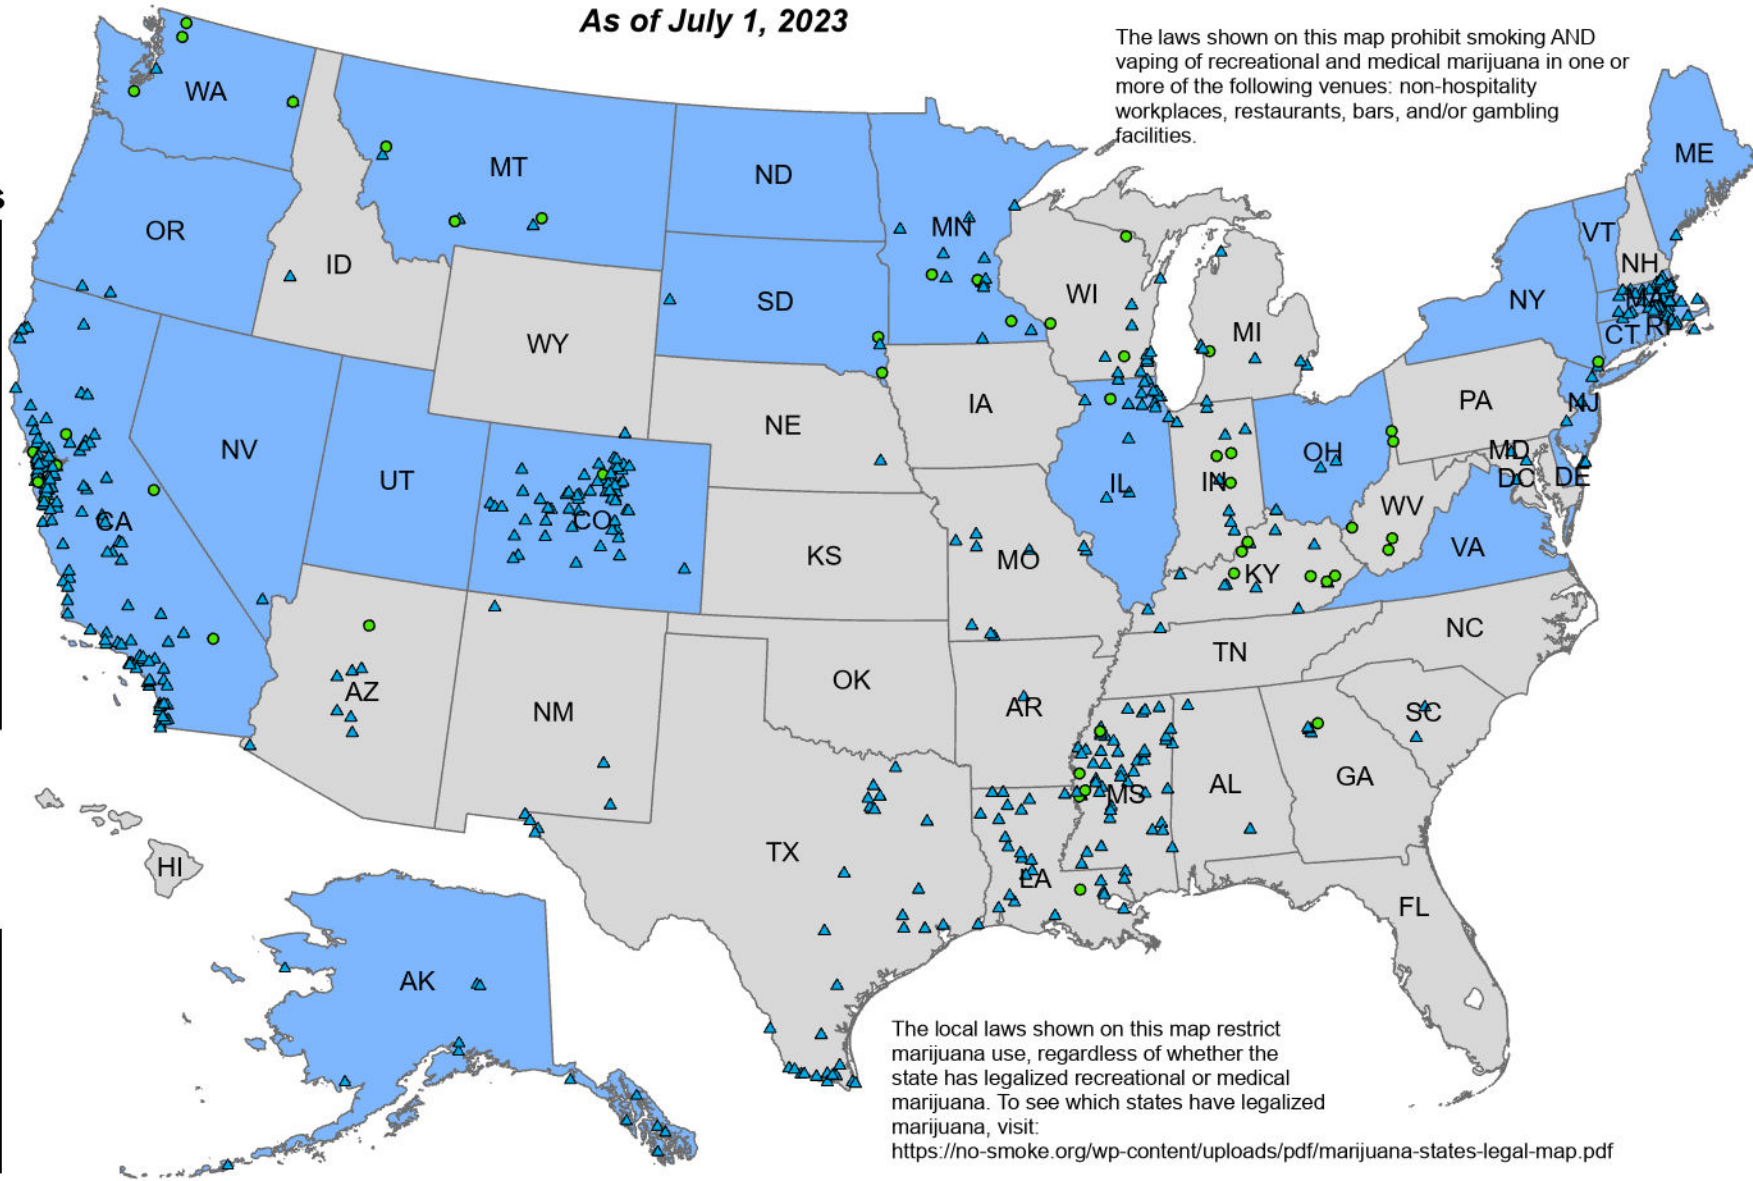 As of July 1, 2023
The laws shown on this map prohibit smoking AND
vaping of recreational and medical marijuana in one or
more of the following venues: non-hospitality
workplaces, restaurants, bars, and/or gambling
facilities.
s
WA
MT
ND
MN
ME
OR
ID
SD
WI
MI
VT
NH
NY
MA
CT
RI
WY
IA
NE
PA
NJ
NV
UT
CO
IL
IN
OH
MD
DC
DE
WV
CA
KS
MO
KY
VA
NC
TN
AZ
NM
OK
AR
SC
MS
AL
GA
TX
HI
LA
FL
AK
The local laws shown on this map restrict
marijuana use, regardless of whether the
state has legalized recreational or medical
marijuana. To see which states have legalized
marijuana, visit:
https://no-smoke.org/wp-content/uploads/pdf/marijuana-states-legal-map.pdf